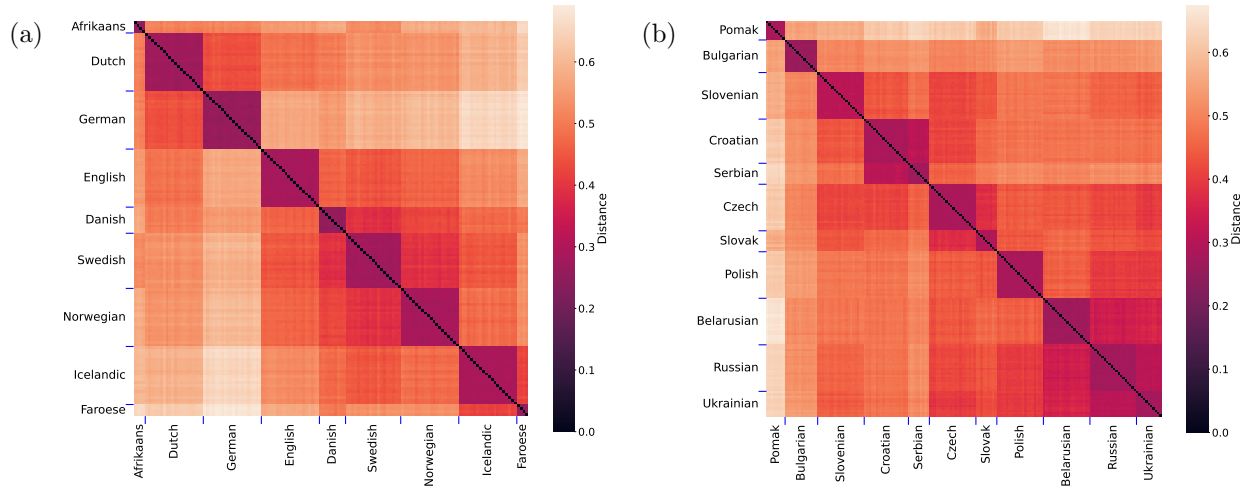 (a)
Afrikaans
Dutch
German
English
Danish
Swedish
Norwegian
Icelandic
Faroese
Afrikaans
Dutch
German
English
Danish
Swedish
Norwegian
Icelandic
Faroese
0.6
0.5
0.4
0.3
0.2
0.1
0.0
Distance
(b)
Pomak
Bulgarian
Slovenian
Croatian
Serbian
Czech
Slovak
Polish
Belarusian
Russian
Ukrainian
Pomak
Bulgarian
Slovenian
Croatian
Serbian
Czech
Slovak
Polish
Belarusian
Russian
Ukrainian
0.6
0.5
0.4
0.3
0.2
0.1
0.0
Distance